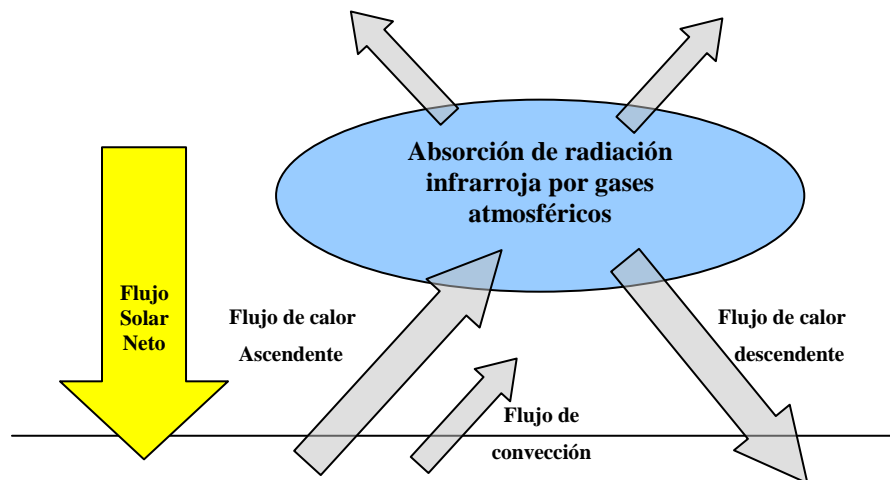 Absorción de radiación
infrarroja por gases
atmosféricos
Flujo
Solar
Neto
Flujo de calor
Ascendente
Flujo de
convección
Flujo de calor
descendente